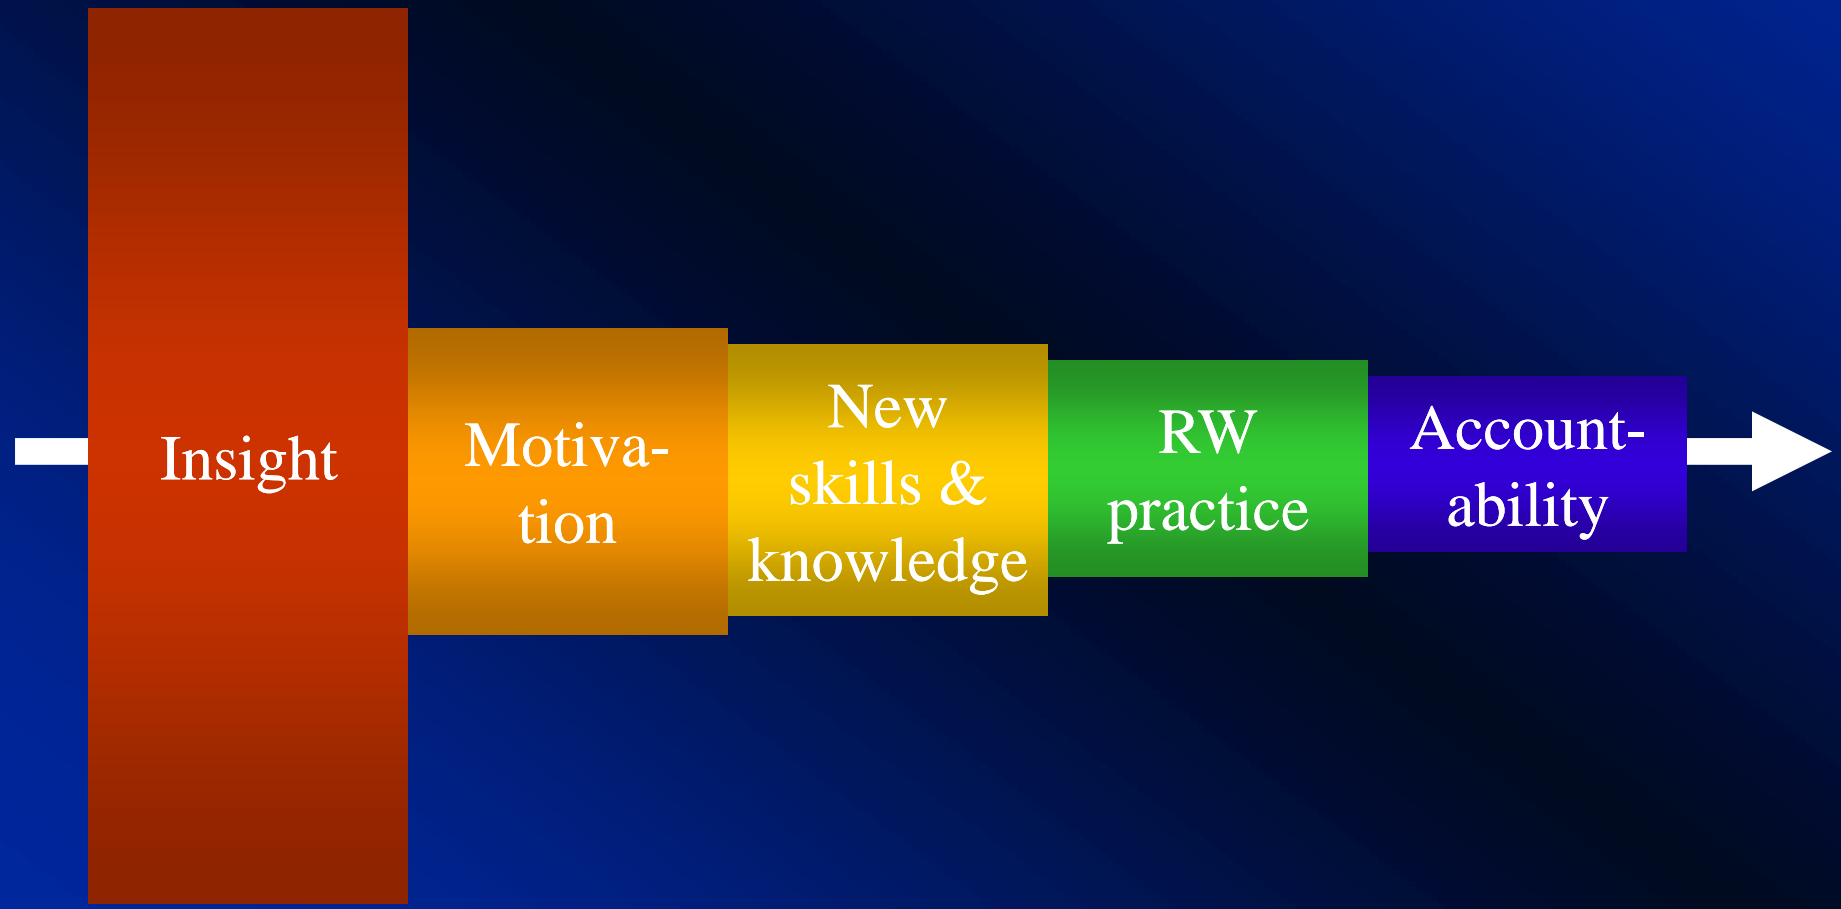 Insight
Motiva-
tion
New
skills &
knowledge
RW
practice
Account-
ability